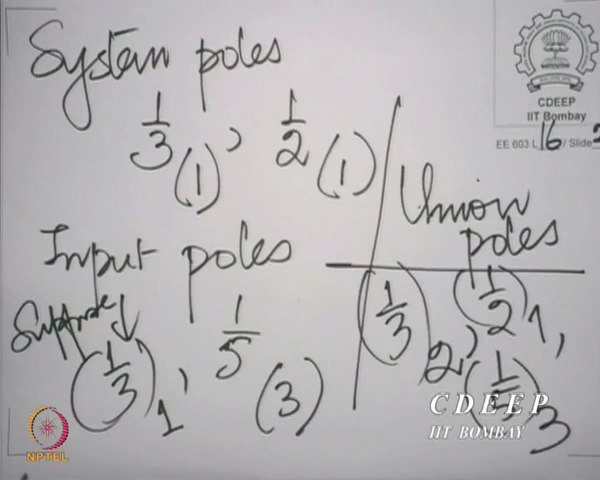 System poles
1/3 (1), 1/2 (1)
Input poles
Suppose
(1/3)1, 1/5 (3)
Union
poles
(1/3)2, (1/2)1,
(1/5)3
CDEEP
IIT Bombay
EE 603 L 16 / Slide 2
CDEEP
IIT BOMBAY
NPTEL